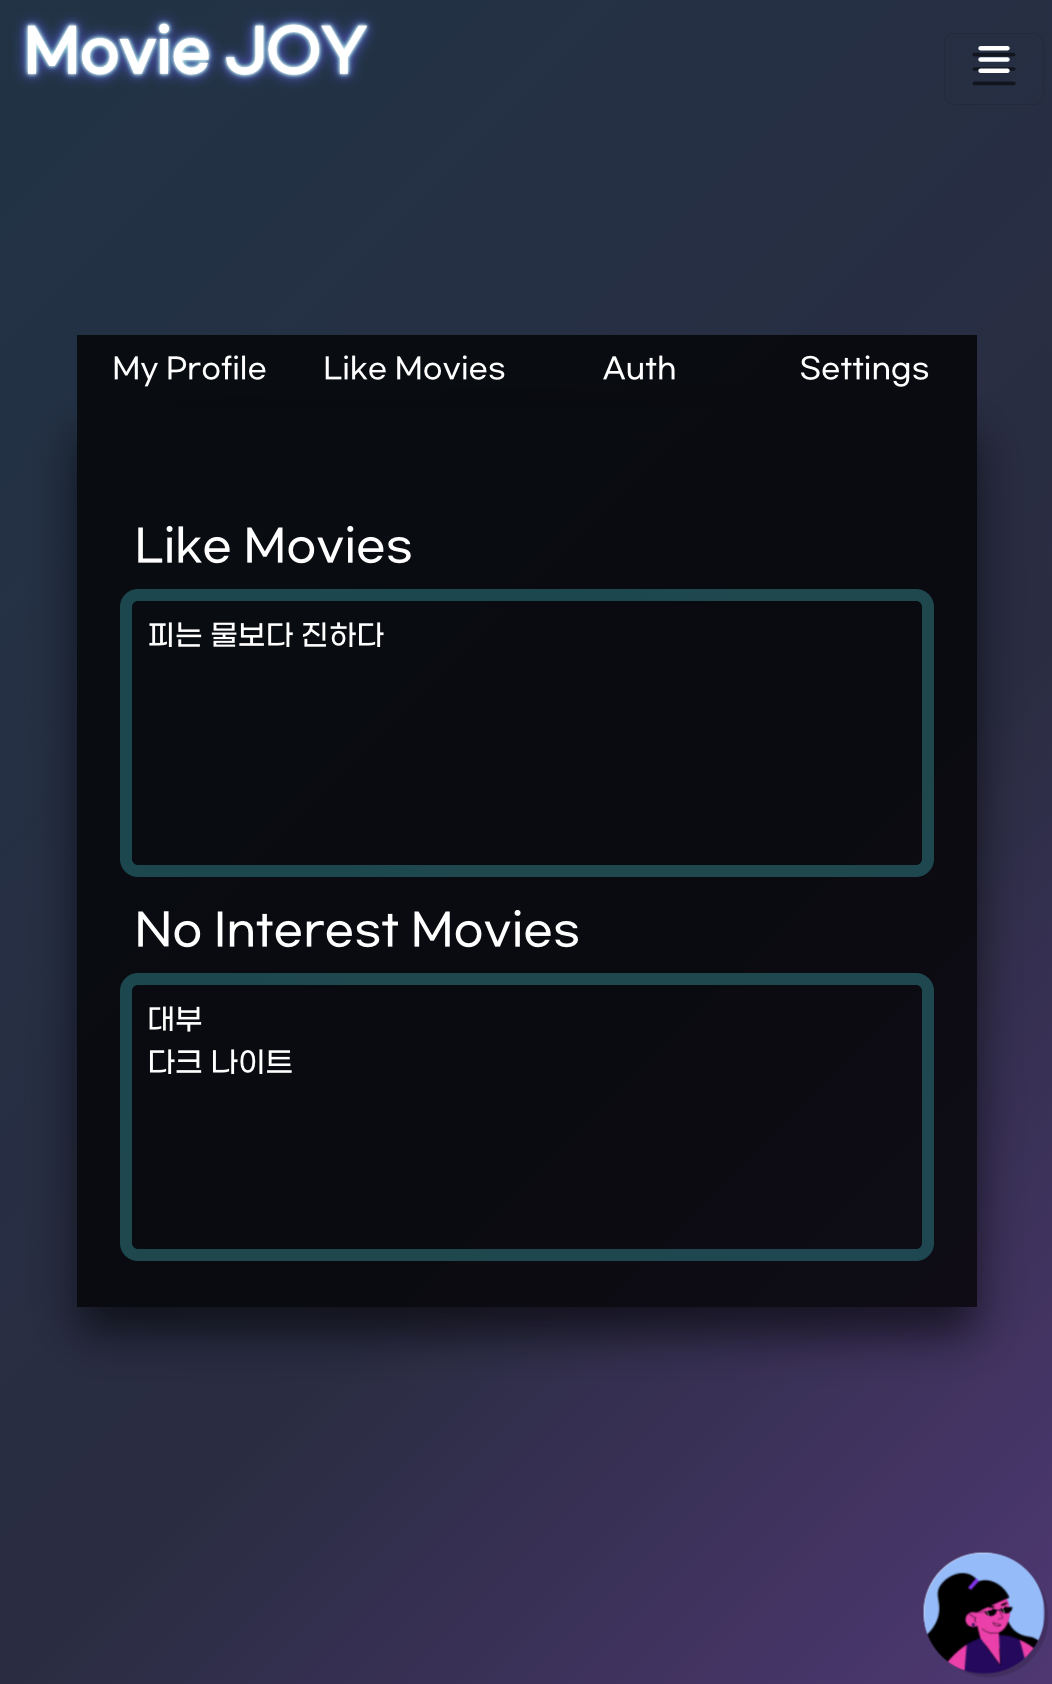 Movie JOY
My Profile Like Movies Auth Settings
Like Movies
피는 물보다 진하다
No Interest Movies
대부
다크 나이트